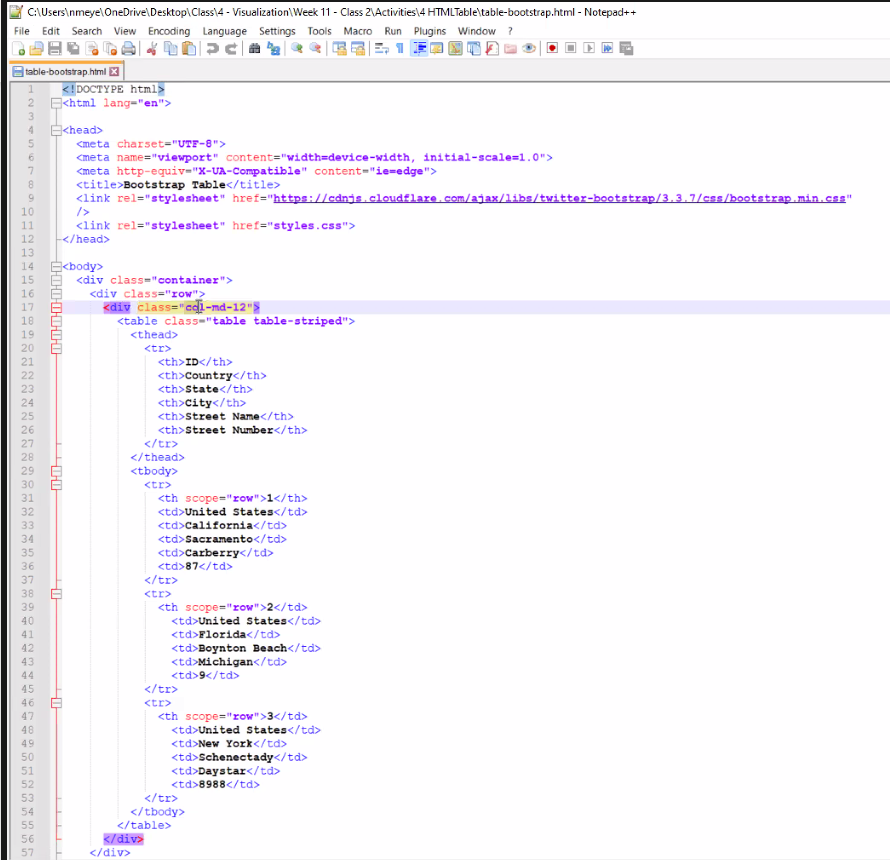 C:\Users\nmeye\OneDrive\Desktop\Class\4 - Visualization\Week 11 - Class 2\Activities\4 HTMLTable\table-bootstrap.html - Notepad++
File Edit Search View Encoding Language Settings Tools Macro Run Plugins Window ?
table-bootstrap.html
1 <!DOCTYPE html>
2 <html lang="en">
3
4 <head>
5 <meta charset="UTF-8">
6 <meta name="viewport" content="width=device-width, initial-scale=1.0">
7 <meta http-equiv="X-UA-Compatible" content="ie=edge">
8 <title>Bootstrap Table</title>
9 <link rel="stylesheet" href="https://cdnjs.cloudflare.com/ajax/libs/twitter-bootstrap/3.3.7/css/bootstrap.min.css"
10 />
11 <link rel="stylesheet" href="styles.css">
12 </head>
13
14 <body>
15 <div class="container">
16 <div class="row">
17 <div class="col-md-12">
18 <table class="table table-striped">
19 <thead>
20 <tr>
21 <th>ID</th>
22 <th>Country</th>
23 <th>State</th>
24 <th>City</th>
25 <th>Street Name</th>
26 <th>Street Number</th>
27 </tr>
28 </thead>
29 <tbody>
30 <tr>
31 <th scope="row">1</th>
32 <td>United States</td>
33 <td>California</td>
34 <td>Sacramento</td>
35 <td>Carberry</td>
36 <td>87</td>
37 </tr>
38 <tr>
39 <th scope="row">2</td>
40 <td>United States</td>
41 <td>Florida</td>
42 <td>Boynton Beach</td>
43 <td>Michigan</td>
44 <td>9</td>
45 </tr>
46 <tr>
47 <th scope="row">3</td>
48 <td>United States</td>
49 <td>New York</td>
50 <td>Schenectady</td>
51 <td>Daystar</td>
52 <td>8988</td>
53 </tr>
54 </tbody>
55 </table>
56 </div>
57 </div>